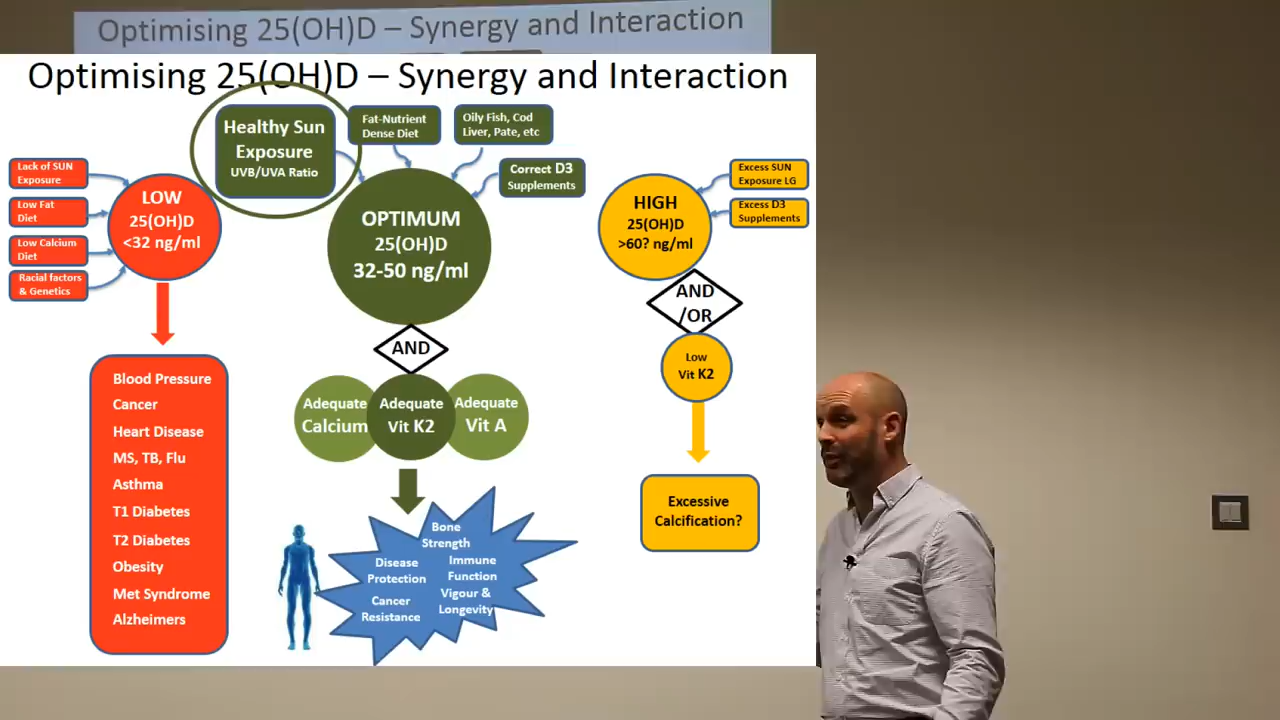 Optimising 25(OH)D – Synergy and Interaction
Optimising 25(OH)D – Synergy and Interaction
Healthy Sun
Exposure
UVB/UVA Ratio
Fat-Nutrient
Dense Diet
Oily Fish, Cod
Liver, Pate, etc
Correct D3
Supplements
Lack of SUN
Exposure
Low Fat
Diet
Low Calcium
Diet
Racial factors
& Genetics
LOW
25(OH)D
<32 ng/ml
OPTIMUM
25(OH)D
32-50 ng/ml
HIGH
25(OH)D
>60? ng/ml
Excess SUN
Exposure LG
Excess D3
Supplements
AND
/OR
Low
Vit K2
Excessive
Calcification?
AND
Adequate
Calcium
Adequate
Vit K2
Adequate
Vit A
Blood Pressure
Cancer
Heart Disease
MS, TB, Flu
Asthma
T1 Diabetes
T2 Diabetes
Obesity
Met Syndrome
Alzheimers
Bone
Strength
Disease
Protection
Immune
Function
Cancer
Resistance
Vigour &
Longevity